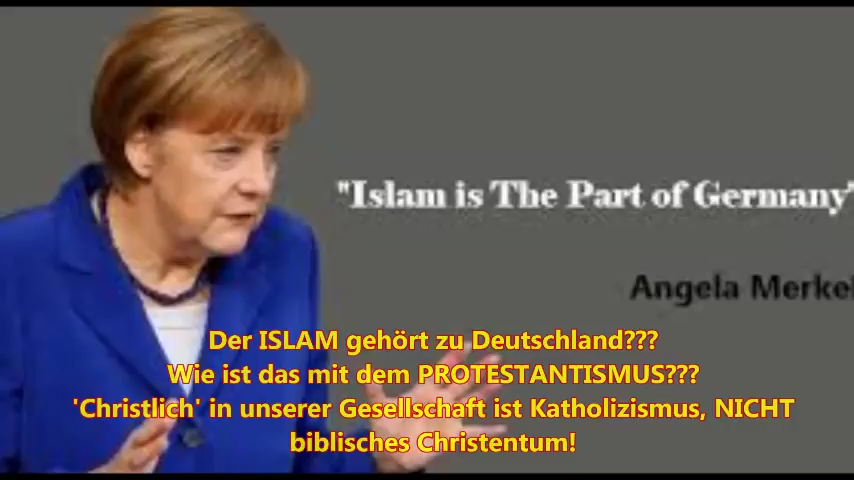 "Islam is The Part of Germany"
Angela Merkel
Der ISLAM gehört zu Deutschland???
Wie ist das mit dem PROTESTANTISMUS???
'Christlich' in unserer Gesellschaft ist Katholizismus, NICHT
biblisches Christentum!